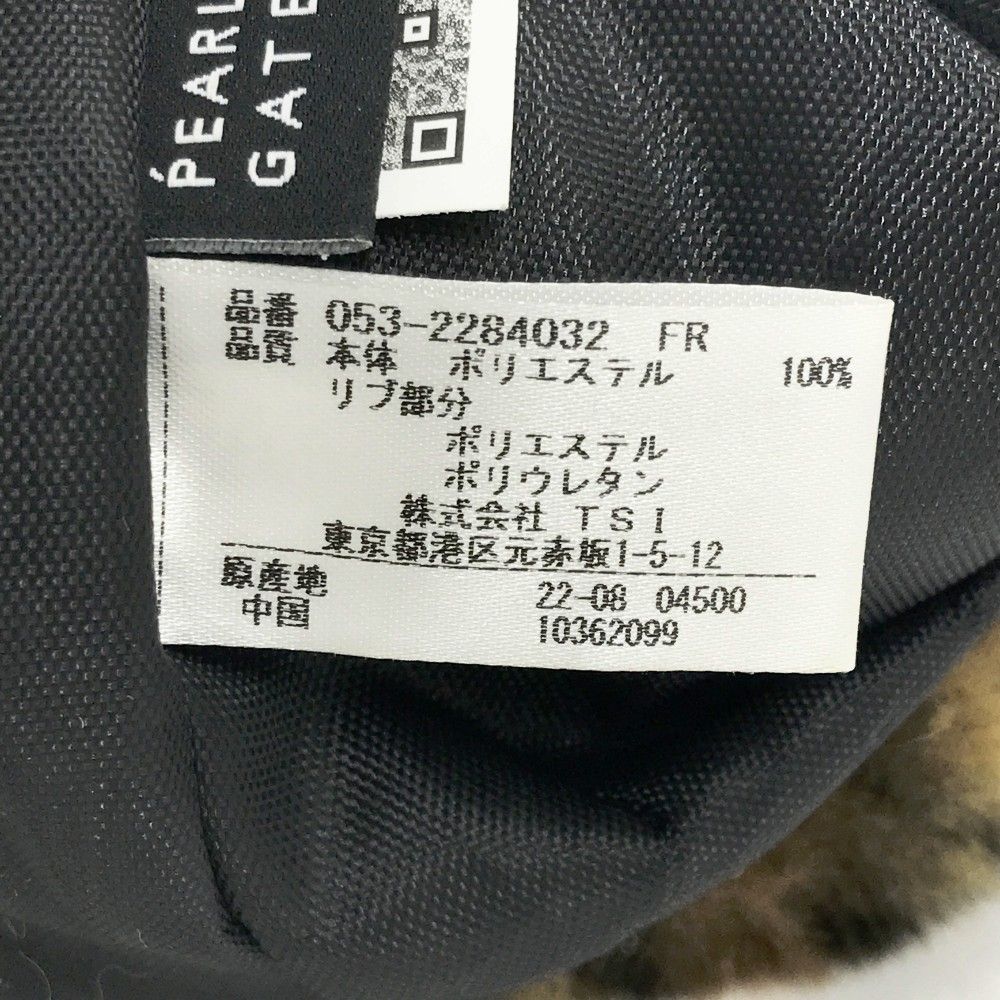 PEARL
GATE
品番 053-2284032 FR
品質 本体 ポリエステル 100%
リブ部分
ポリエステル
ポリウレタン
株式会社 TSI
東京都港区元赤坂1-5-12
原産地 22-08 04500
中国 10362099